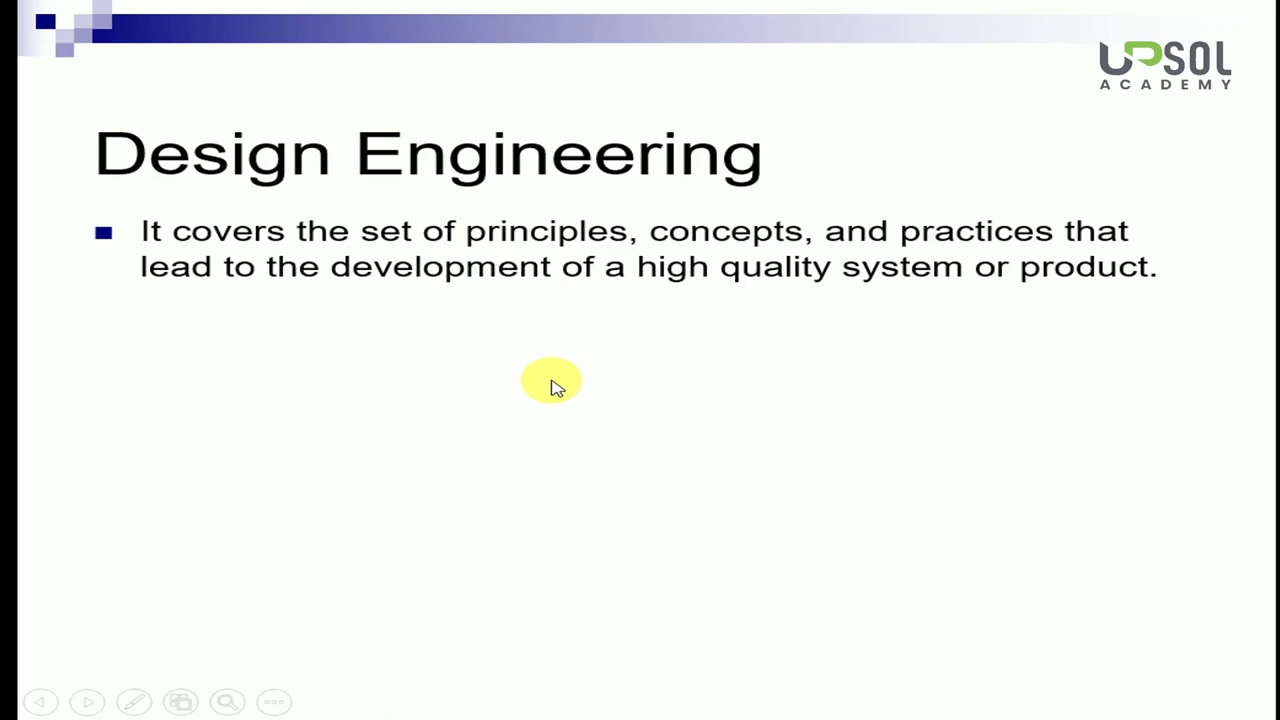 UPSOL
ACADEMY
Design Engineering
It covers the set of principles, concepts, and practices that
lead to the development of a high quality system or product.